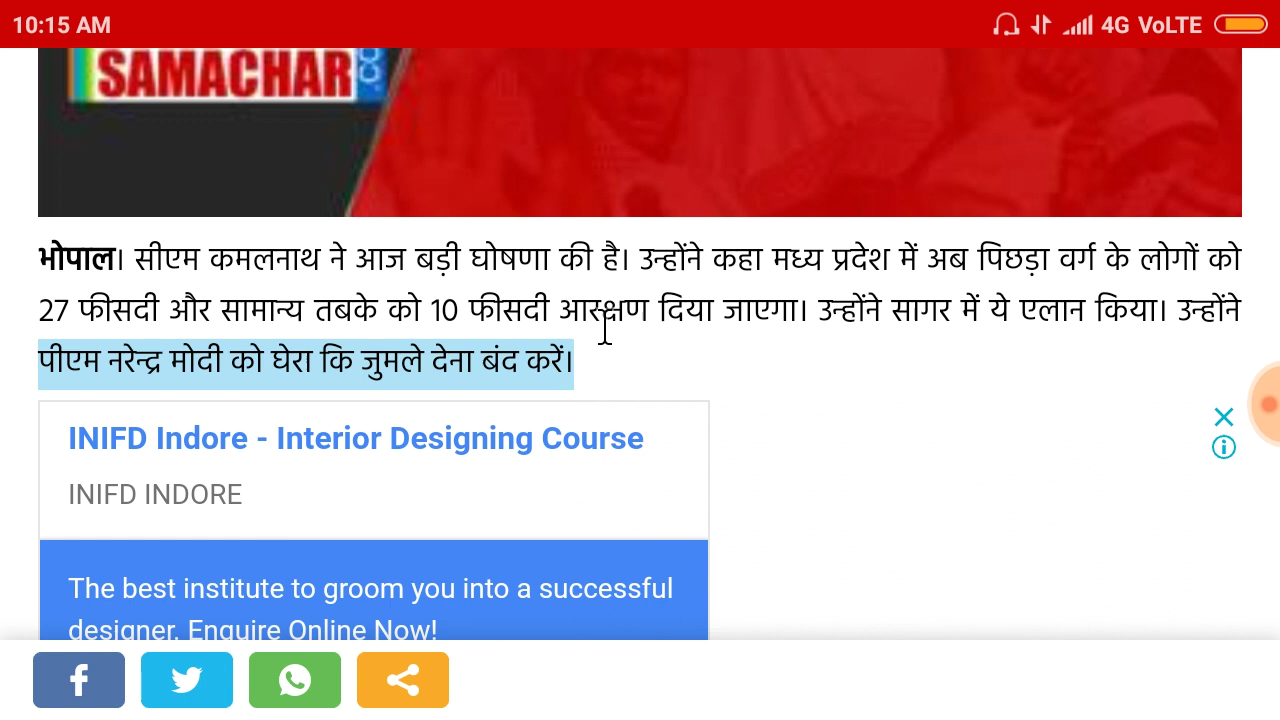 10:15 AM 4G VoLTE
SAMACHAR
भोपाल। सीएम कमलनाथ ने आज बड़ी घोषणा की है। उन्होंने कहा मध्य प्रदेश में अब पिछड़ा वर्ग के लोगों को
27 फीसदी और सामान्य तबके को 10 फीसदी आरक्षण दिया जाएगा। उन्होंने सागर में ये एलान किया। उन्होंने
पीएम नरेन्द्र मोदी को घेरा कि जुमले देना बंद करें।
INIFD Indore - Interior Designing Course
INIFD INDORE
The best institute to groom you into a successful
designer. Enquire Online Now!